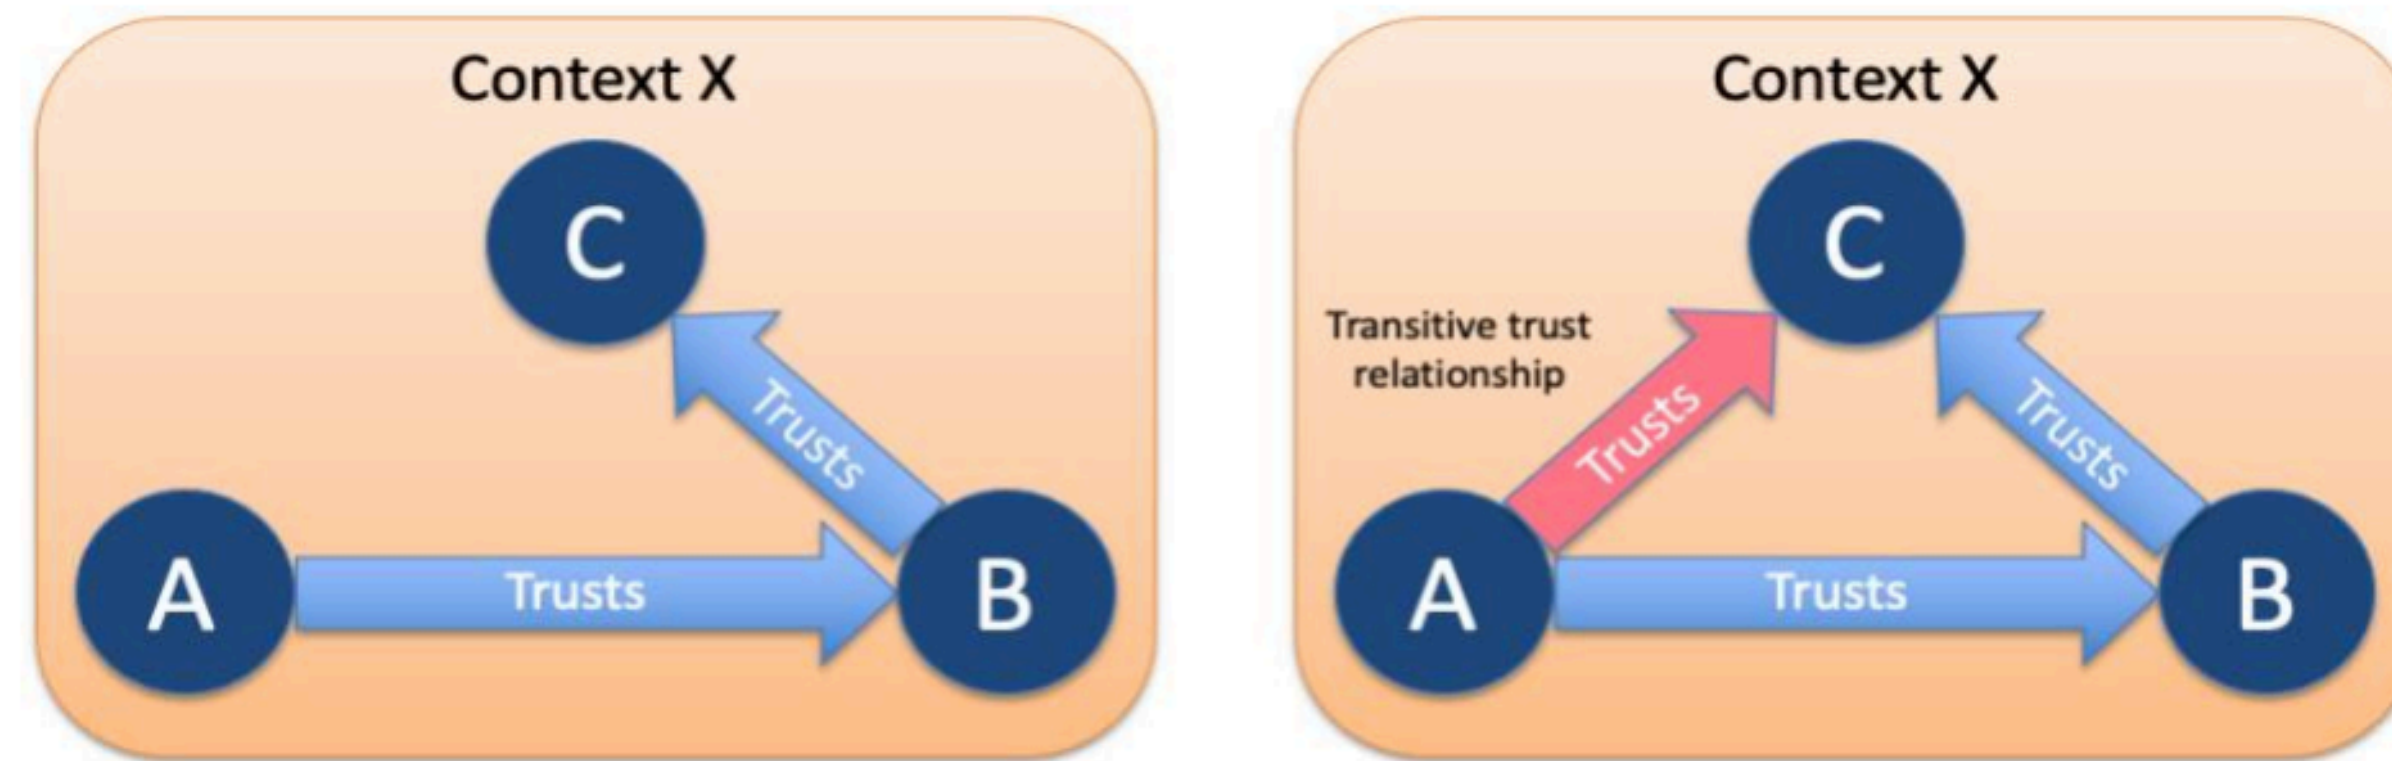 Context X
C
Trusts
A
Trusts
B
Context X
C
Transitive trust
relationship
Trusts
Trusts
A
Trusts
B